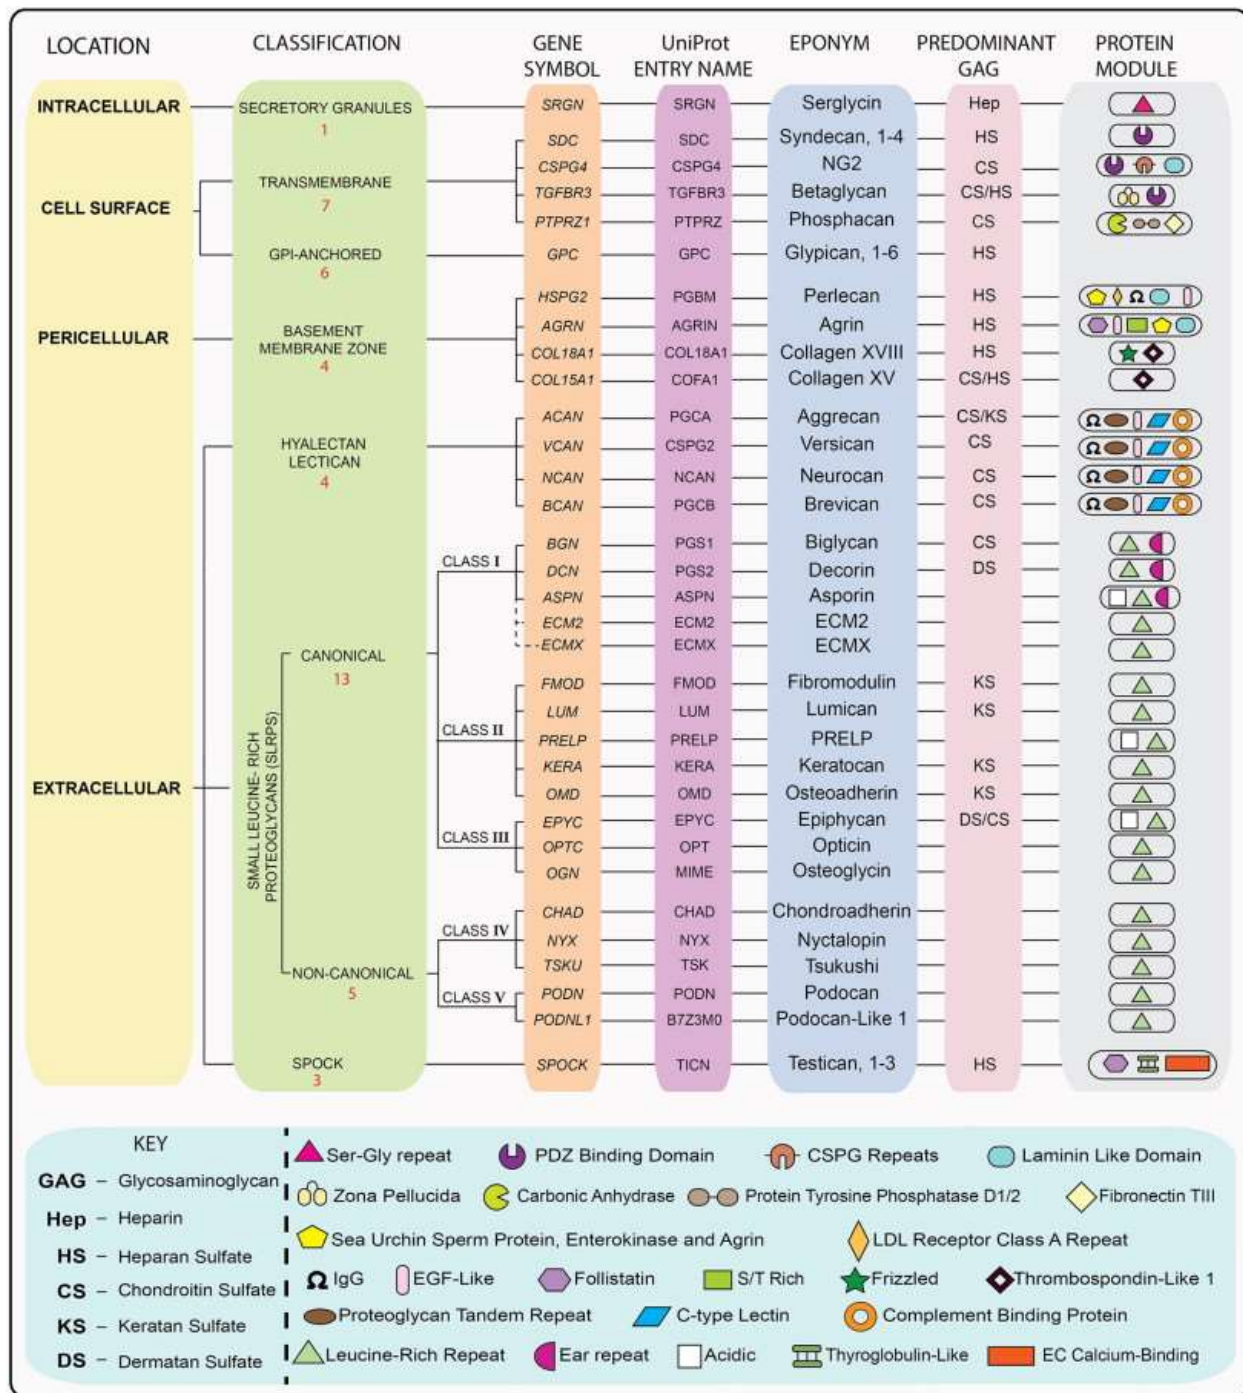 LOCATION CLASSIFICATION GENE SYMBOL UniProt ENTRY NAME EPONYM PREDOMINANT GAG PROTEIN MODULE
INTRACELLULAR SECRETORY GRANULES 1 SRGN SRGN Serglycin Hep
CELL SURFACE
TRANSMEMBRANE
7
SDC SDC Syndecan, 1-4 HS
CSPG4 CSPG4 NG2 CS
TGFBR3 TGFBR3 Betaglycan CS/HS
PTPRZ1 PTPRZ Phosphacan CS
GPI-ANCHORED
6
GPC GPC Glypican, 1-6 HS
PERICELLULAR
BASEMENT
MEMBRANE ZONE
4
HSPG2 PGBM Perlecan HS
AGRN AGRIN Agrin HS
COL18A1 COL18A1 Collagen XVIII HS
COL15A1 COFA1 Collagen XV CS/HS
EXTRACELLULAR
HYALECTAN
LECTICAN
4
ACAN PGCA Aggrecan CS/KS
Ω
VCAN CSPG2 Versican CS
Ω
NCAN NCAN Neurocan CS
Ω
BCAN PGCB Brevican CS
Ω
SMALL LEUCINE- RICH
PROTEOGLYCANS (SLRPS)
CANONICAL
13
CLASS I
BGN PGS1 Biglycan CS
DCN PGS2 Decorin DS
ASPN ASPN Asporin
ECM2 ECM2 ECM2
ECMX ECMX ECMX
CLASS II
FMOD FMOD Fibromodulin KS
LUM LUM Lumican KS
PRELP PRELP PRELP
KERA KERA Keratocan KS
OMD OMD Osteoadherin KS
CLASS III
EPYC EPYC Epiphycan DS/CS
OPTC OPT Opticin
OGN MIME Osteoglycin
NON-CANONICAL
5
CLASS IV
CHAD CHAD Chondroadherin
NYX NYX Nyctalopin
TSKU TSK Tsukushi
CLASS V
PODN PODN Podocan
PODNL1 B7Z3M0 Podocan-Like 1
SPOCK
3
SPOCK TICN Testican, 1-3 HS
KEY
GAG – Glycosaminoglycan
Hep – Heparin
HS – Heparan Sulfate
CS – Chondroitin Sulfate
KS – Keratan Sulfate
DS – Dermatan Sulfate
Ser-Gly repeat PDZ Binding Domain CSPG Repeats Laminin Like Domain
Zona Pellucida Carbonic Anhydrase Protein Tyrosine Phosphatase D1/2 Fibronectin TIII
Sea Urchin Sperm Protein, Enterokinase and Agrin LDL Receptor Class A Repeat
Ω IgG EGF-Like Follistatin S/T Rich Frizzled Thrombospondin-Like 1
Proteoglycan Tandem Repeat C-type Lectin Complement Binding Protein
Leucine-Rich Repeat Ear repeat Acidic Thyroglobulin-Like EC Calcium-Binding